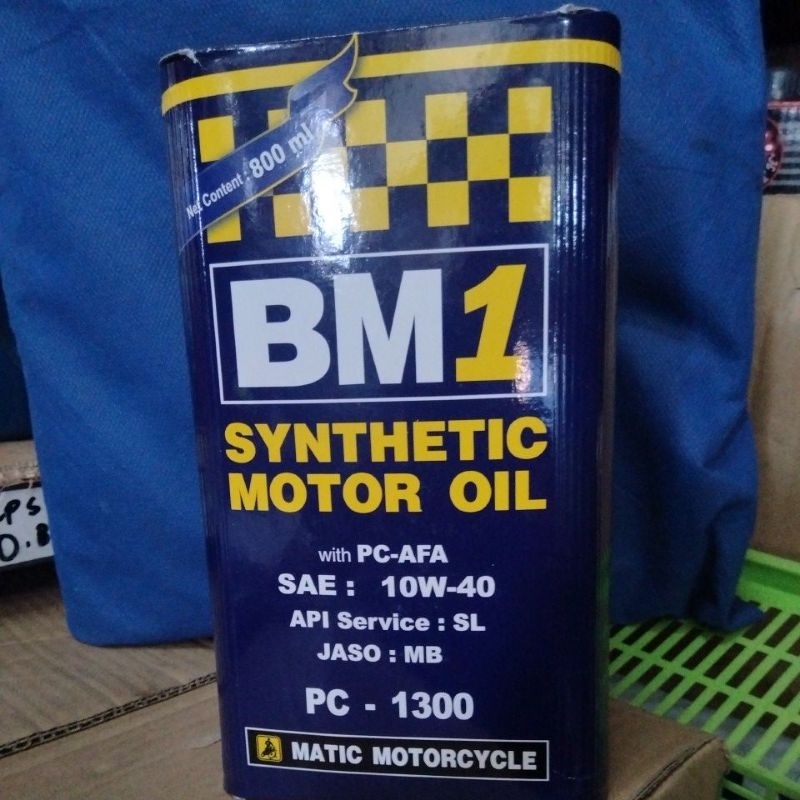 Net Content : 800 ml
BM1
SYNTHETIC
MOTOR OIL
with PC-AFA
SAE : 10W-40
API Service : SL
JASO : MB
PC - 1300
MATIC MOTORCYCLE